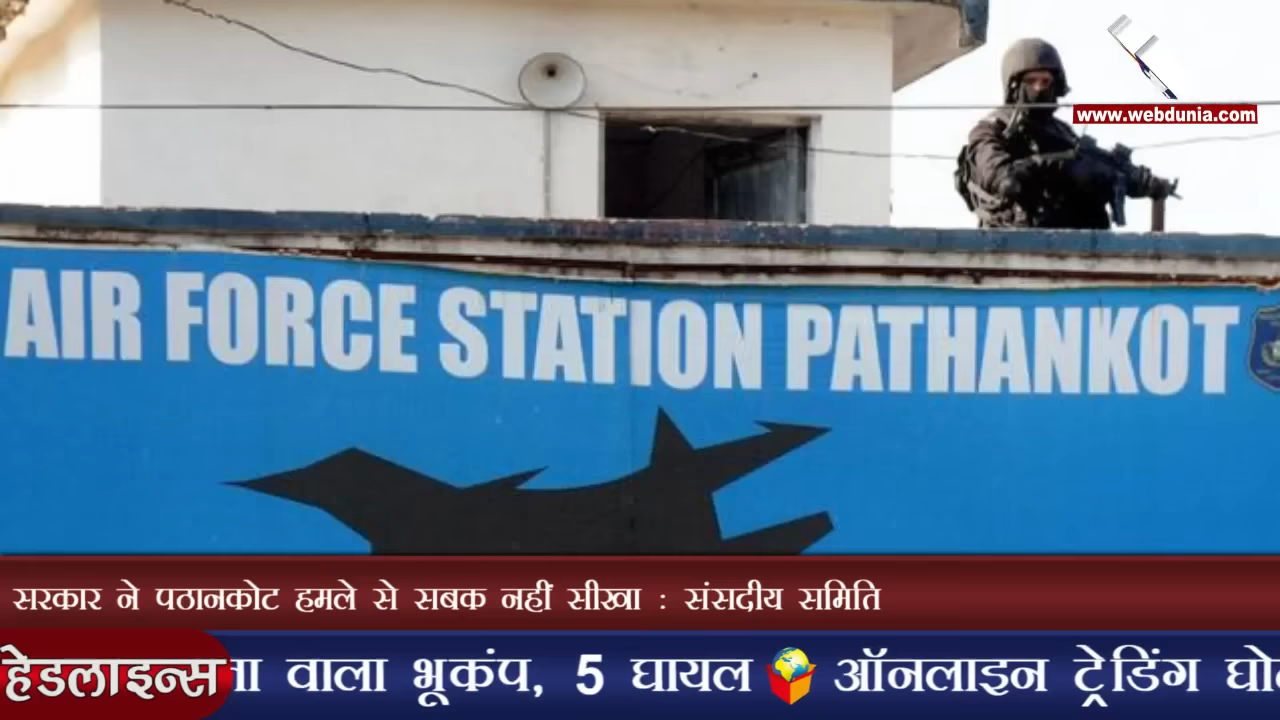 www.webdunia.com
AIR FORCE STATION PATHANKOT
सरकार ने पठानकोट हमले से सबक नहीं सीखा : संसदीय समिति
हेडलाइन्स वाला भूकंप, 5 घायल ऑनलाइन ट्रेडिंग